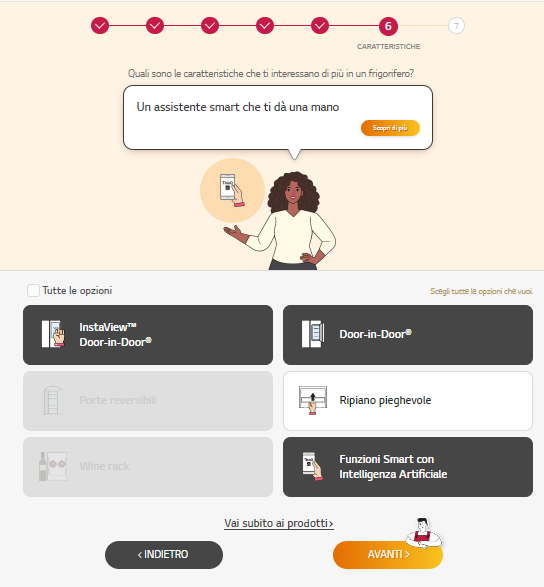 6
7
CARATTERISTICHE
Quali sono le caratteristiche che ti interessano di più in un frigorifero?
Un assistente smart che ti dà una mano
Scopri di più
ThinQ
Tutte le opzioni
Scegli tutte le opzioni che vuoi.
InstaView™
Door-in-Door®
Door-in-Door®
Porte reversibili
Ripiano pieghevole
Wine rack
Funzioni Smart con
Intelligenza Artificiale
Vai subito ai prodotti >
< INDIETRO
AVANTI >